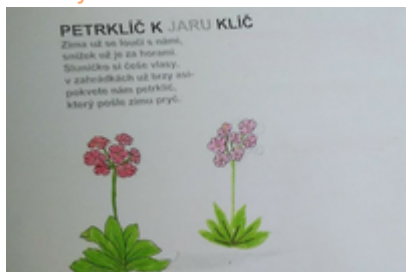 PETRKLÍČ K JARU KLÍČ
Zima už se loučí s námi,
snížek už je za horami.
Sluníčko si češe vlasy,
v zahrádkách už brzy asi-
pokvete nám petrklíč,
který pošle zimu pryč.